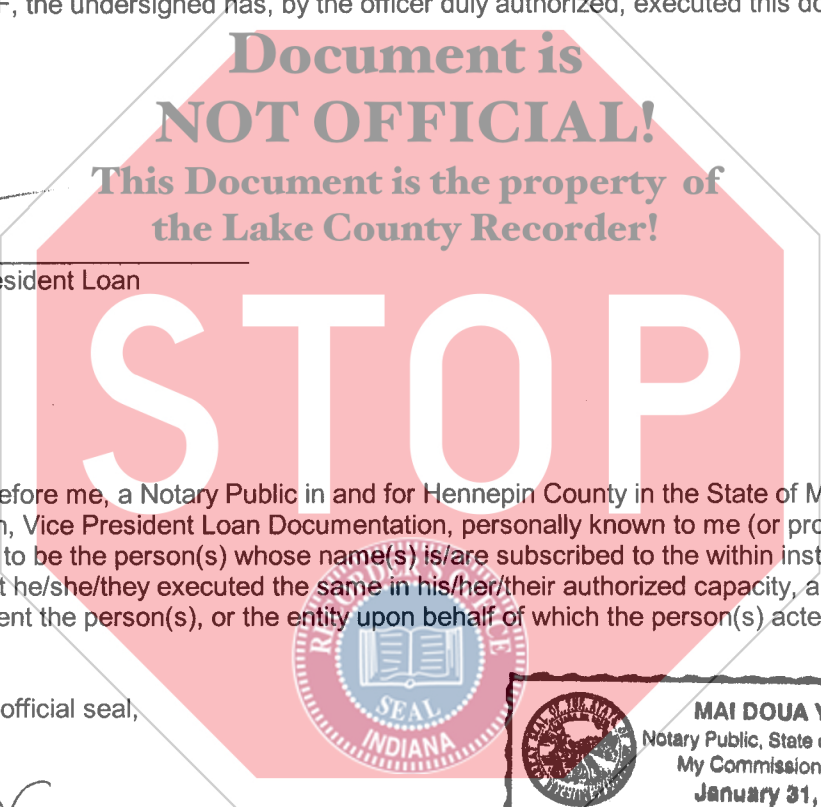 F, the undersigned has, by the officer duly authorized, executed this do
Document is
NOT OFFICIAL!
This Document is the property of
the Lake County Recorder!
esident Loan
STOP
efore me, a Notary Public in and for Hennepin County in the State of M
n, Vice President Loan Documentation, personally known to me (or pro
to be the person(s) whose name(s) is/are subscribed to the within inst
t he/she/they executed the same in his/her/their authorized capacity, a
ent the person(s), or the entity upon behalf of which the person(s) acte
RECORDER'S OFFICE
SEAL
INDIANA
official seal,
MAI DOUA Y
Notary Public, State o
My Commission
January 31,